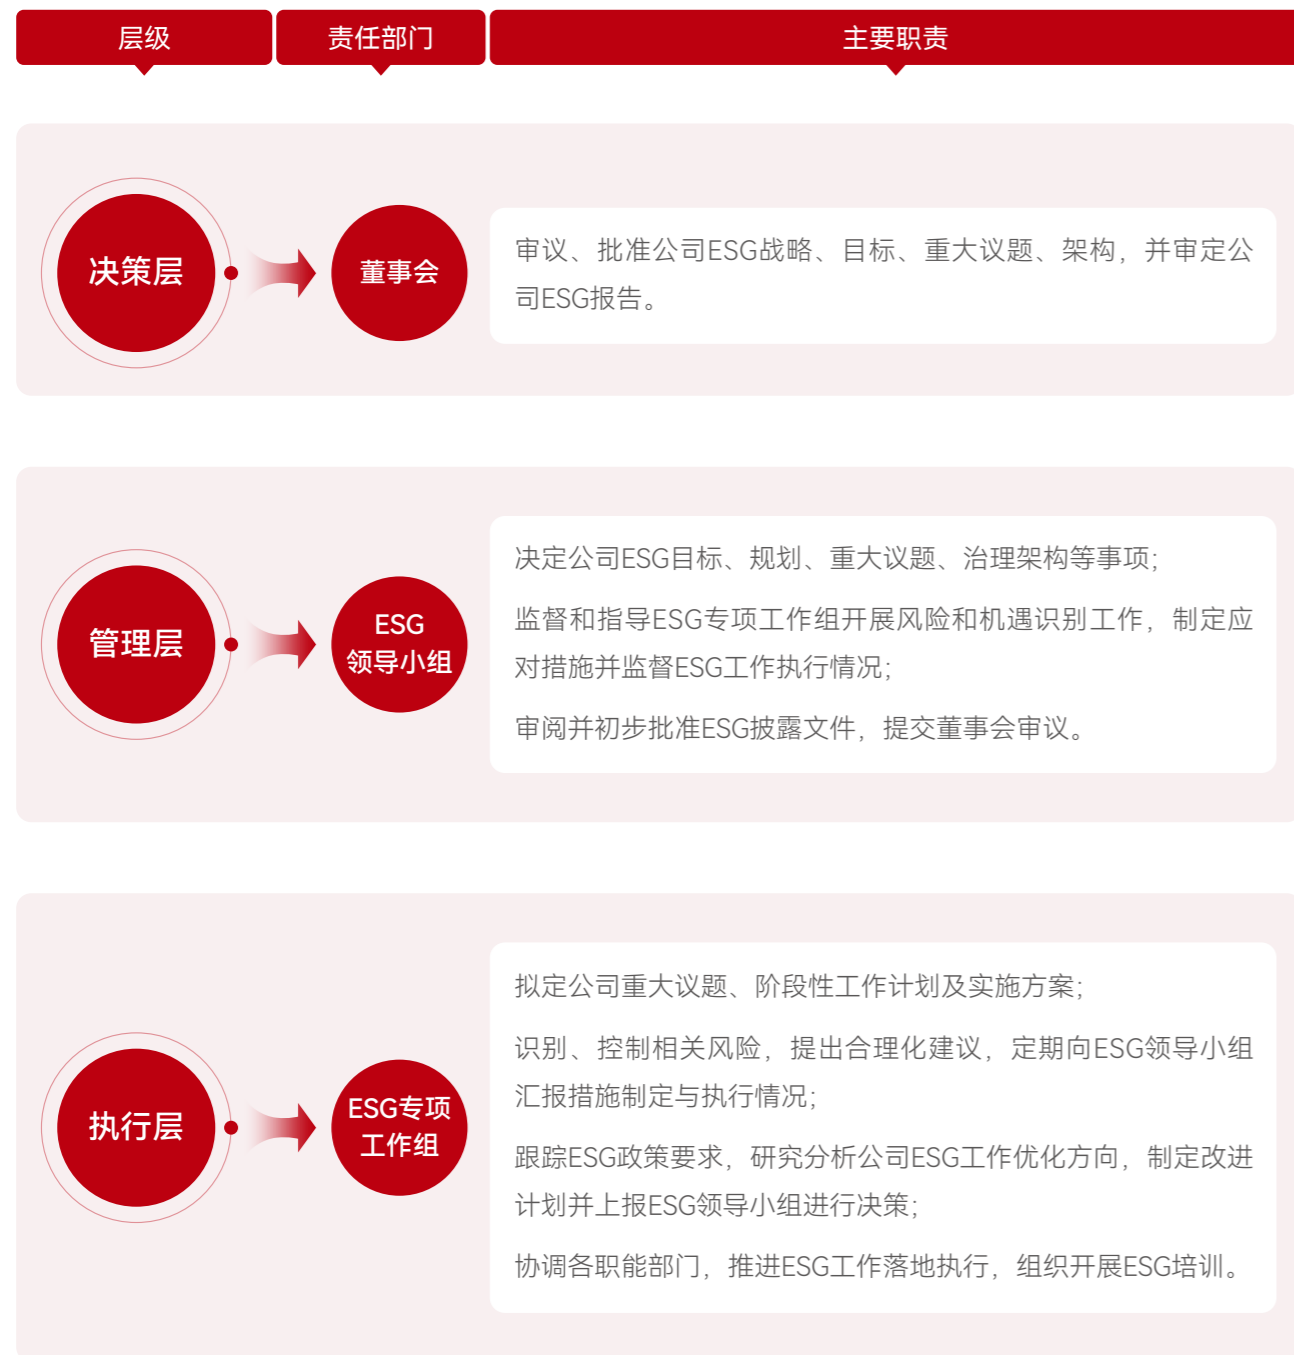 层级
责任部门
主要职责
决策层
董事会
审议、批准公司ESG战略、目标、重大议题、架构，并审定公
司ESG报告。
管理层
ESG
领导小组
决定公司ESG目标、规划、重大议题、治理架构等事项；
监督和指导ESG专项工作组开展风险和机遇识别工作，制定应
对措施并监督ESG工作执行情况；
审阅并初步批准ESG披露文件，提交董事会审议。
执行层
ESG专项
工作组
拟定公司重大议题、阶段性工作计划及实施方案；
识别、控制相关风险，提出合理化建议，定期向ESG领导小组
汇报措施制定与执行情况；
跟踪ESG政策要求，研究分析公司ESG工作优化方向，制定改进
计划并上报ESG领导小组进行决策；
协调各职能部门，推进ESG工作落地执行，组织开展ESG培训。